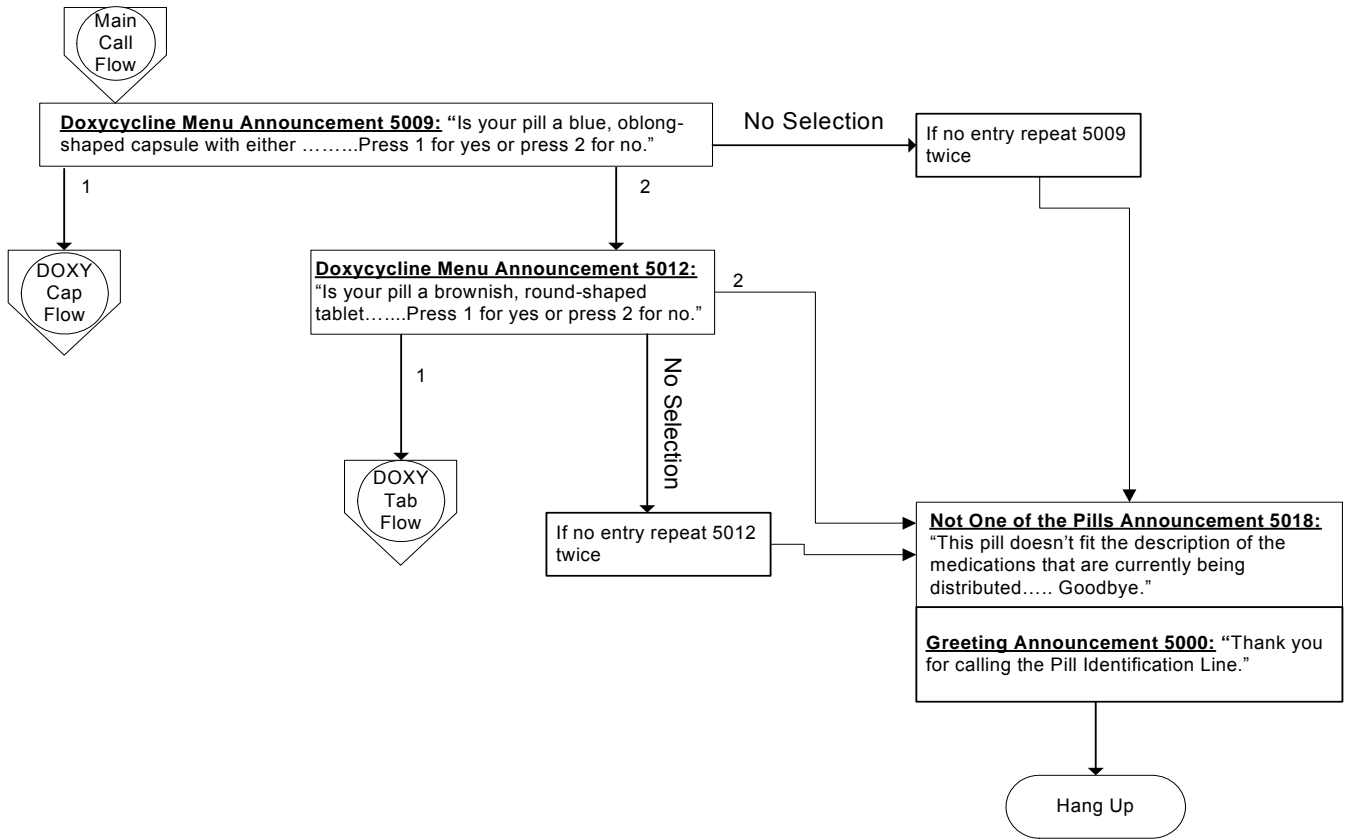 Main
Call
Flow
Doxycycline Menu Announcement 5009: “Is your pill a blue, oblong-
shaped capsule with either ……...Press 1 for yes or press 2 for no.”
No Selection
If no entry repeat 5009
twice
1
2
DOXY
Cap
Flow
Doxycycline Menu Announcement 5012:
“Is your pill a brownish, round-shaped
tablet…....Press 1 for yes or press 2 for no.”
2
1
No Selection
DOXY
Tab
Flow
If no entry repeat 5012
twice
Not One of the Pills Announcement 5018:
“This pill doesn’t fit the description of the
medications that are currently being
distributed….. Goodbye.”
Greeting Announcement 5000: “Thank you
for calling the Pill Identification Line.”
Hang Up